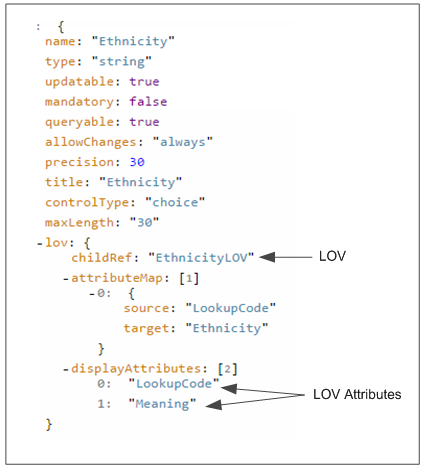 : {
name: "Ethnicity"
type: "string"
updatable: true
mandatory: false
queryable: true
allowChanges: "always"
precision: 30
title: "Ethnicity"
controlType: "choice"
maxLength: "30"
-lov: {
childRef: "EthnicityLOV" LOV
-attributeMap: [1]
-0: {
source: "LookupCode"
target: "Ethnicity"
}
-displayAttributes: [2]
0: "LookupCode"
LOV Attributes
1: "Meaning"
}